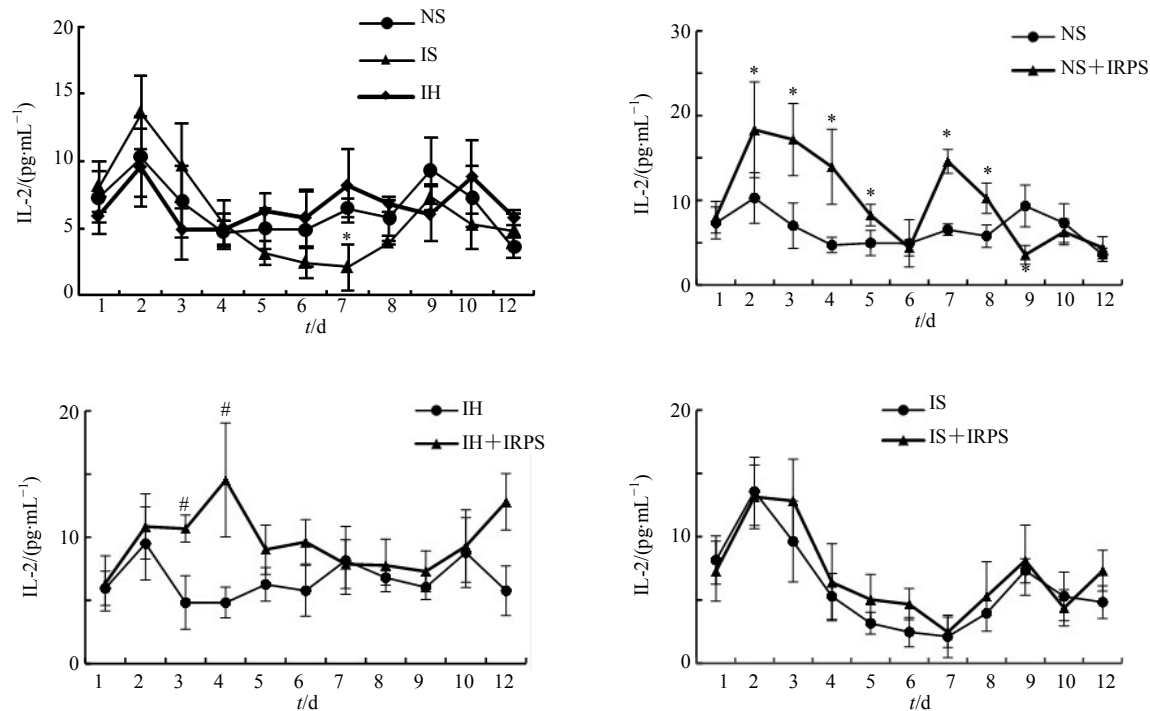 20
15
10
5
0
IL-2/(pg·mL⁻¹)
NS
IS
IH
*
1 2 3 4 5 6 7 8 9 10 12
t/d
30
20
10
0
IL-2/(pg·mL⁻¹)
NS
NS+IRPS
* * * * * * *
1 2 3 4 5 6 7 8 9 10 12
t/d
20
10
0
IL-2/(pg·mL⁻¹)
IH
IH+IRPS
# #
1 2 3 4 5 6 7 8 9 10 12
t/d
20
10
0
IL-2/(pg·mL⁻¹)
IS
IS+IRPS
1 2 3 4 5 6 7 8 9 10 12
t/d